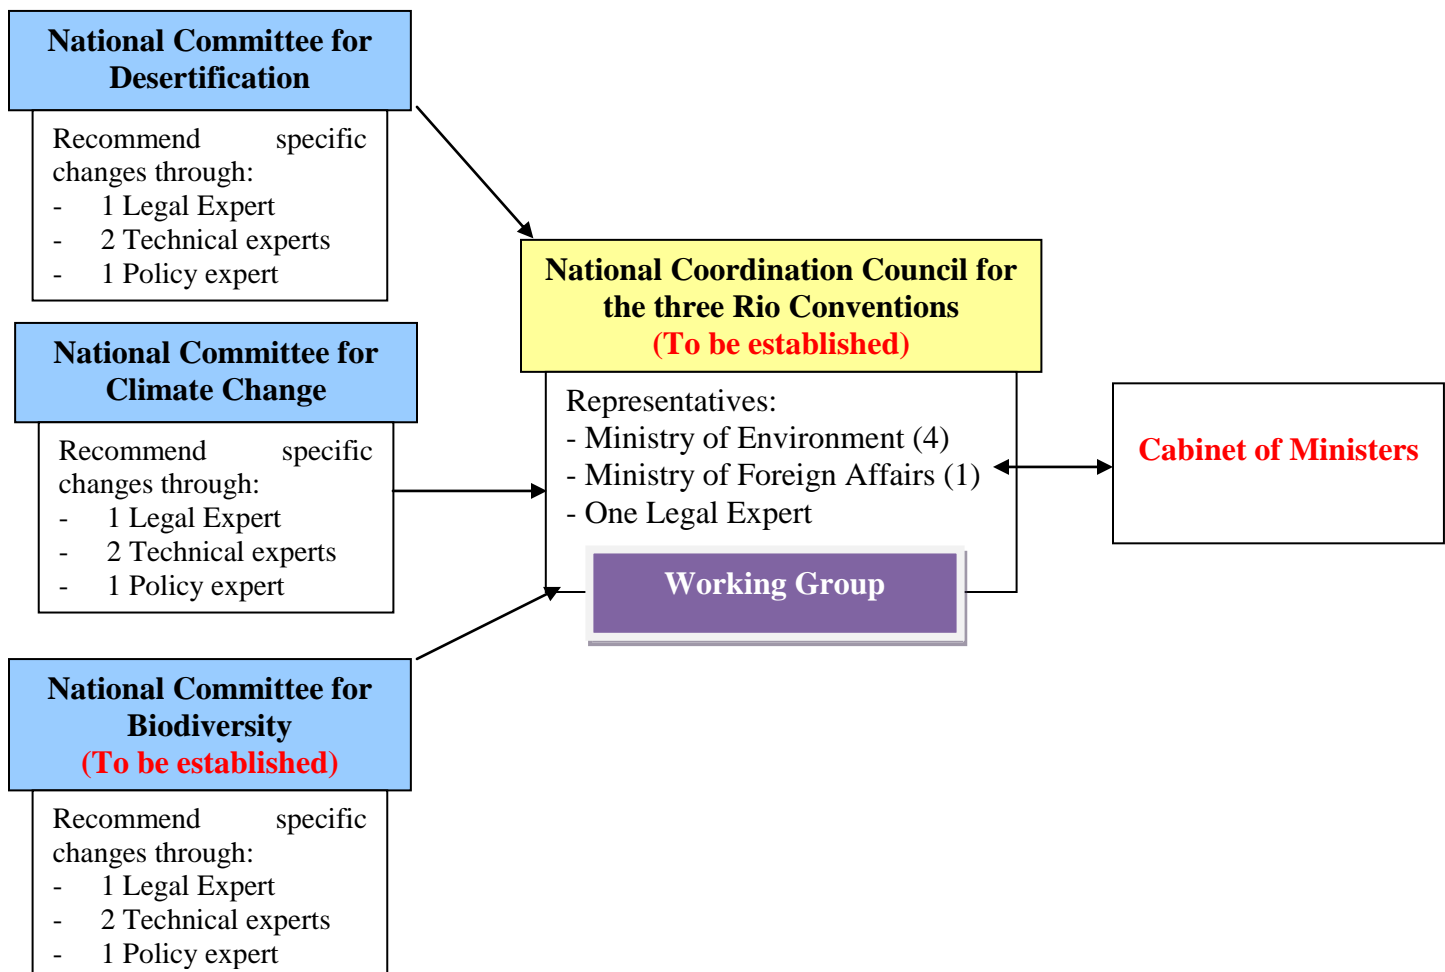 National Committee for
Desertification
Recommend specific
changes through:
- 1 Legal Expert
- 2 Technical experts
- 1 Policy expert
National Committee for
Climate Change
Recommend specific
changes through:
- 1 Legal Expert
- 2 Technical experts
- 1 Policy expert
National Committee for
Biodiversity
(To be established)
Recommend specific
changes through:
- 1 Legal Expert
- 2 Technical experts
- 1 Policy expert
National Coordination Council for
the three Rio Conventions
(To be established)
Representatives:
- Ministry of Environment (4)
- Ministry of Foreign Affairs (1)
- One Legal Expert
Working Group
Cabinet of Ministers